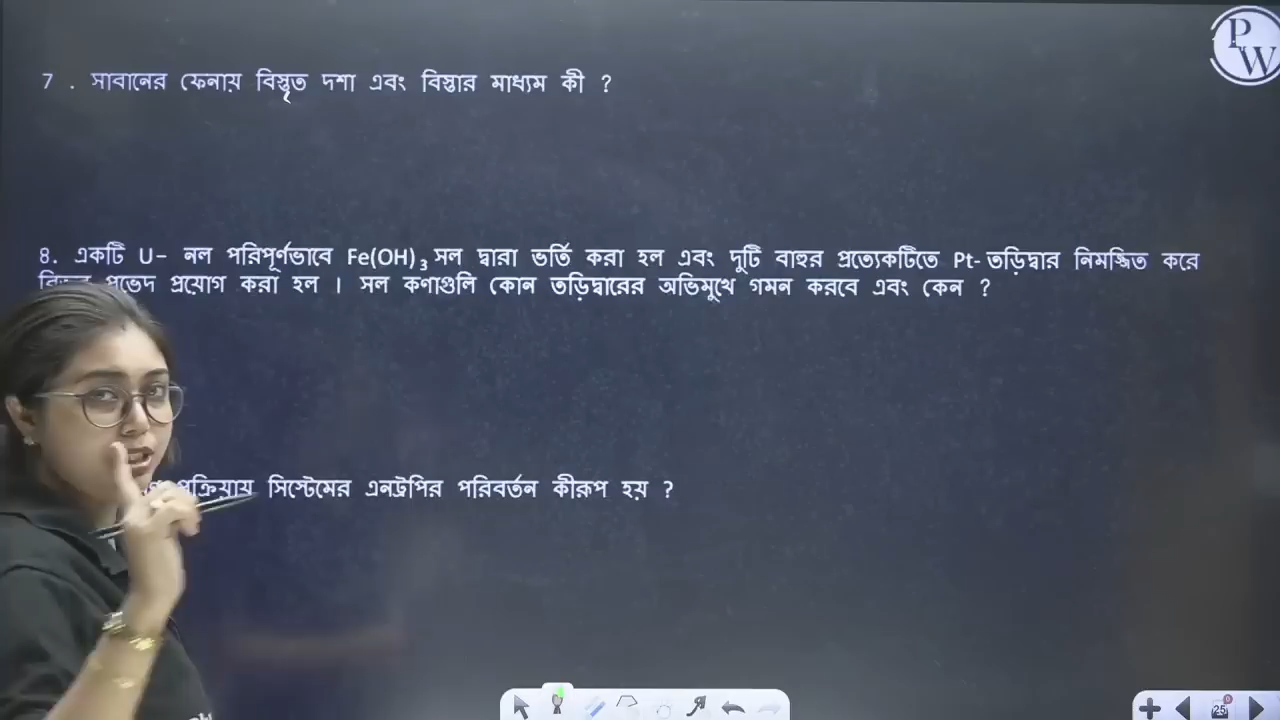 PW
7 . সাবানের ফেনায় বিস্তৃত দশা এবং বিস্তার মাধ্যম কী ?
8. একটি U- নল পরিপূর্ণভাবে Fe(OH)₃ সল দ্বারা ভর্তি করা হল এবং দুটি বাহুর প্রত্যেকটিতে Pt- তড়িদ্বার নিমজ্জিত করে
প্রভেদ প্রয়োগ করা হল । সল কণাগুলি কোন তড়িদ্বারের অভিমুখে গমন করবে এবং কেন ?
প্রক্রিয়ায় সিস্টেমের এনট্রপির পরিবর্তন কীরূপ হয় ?
25